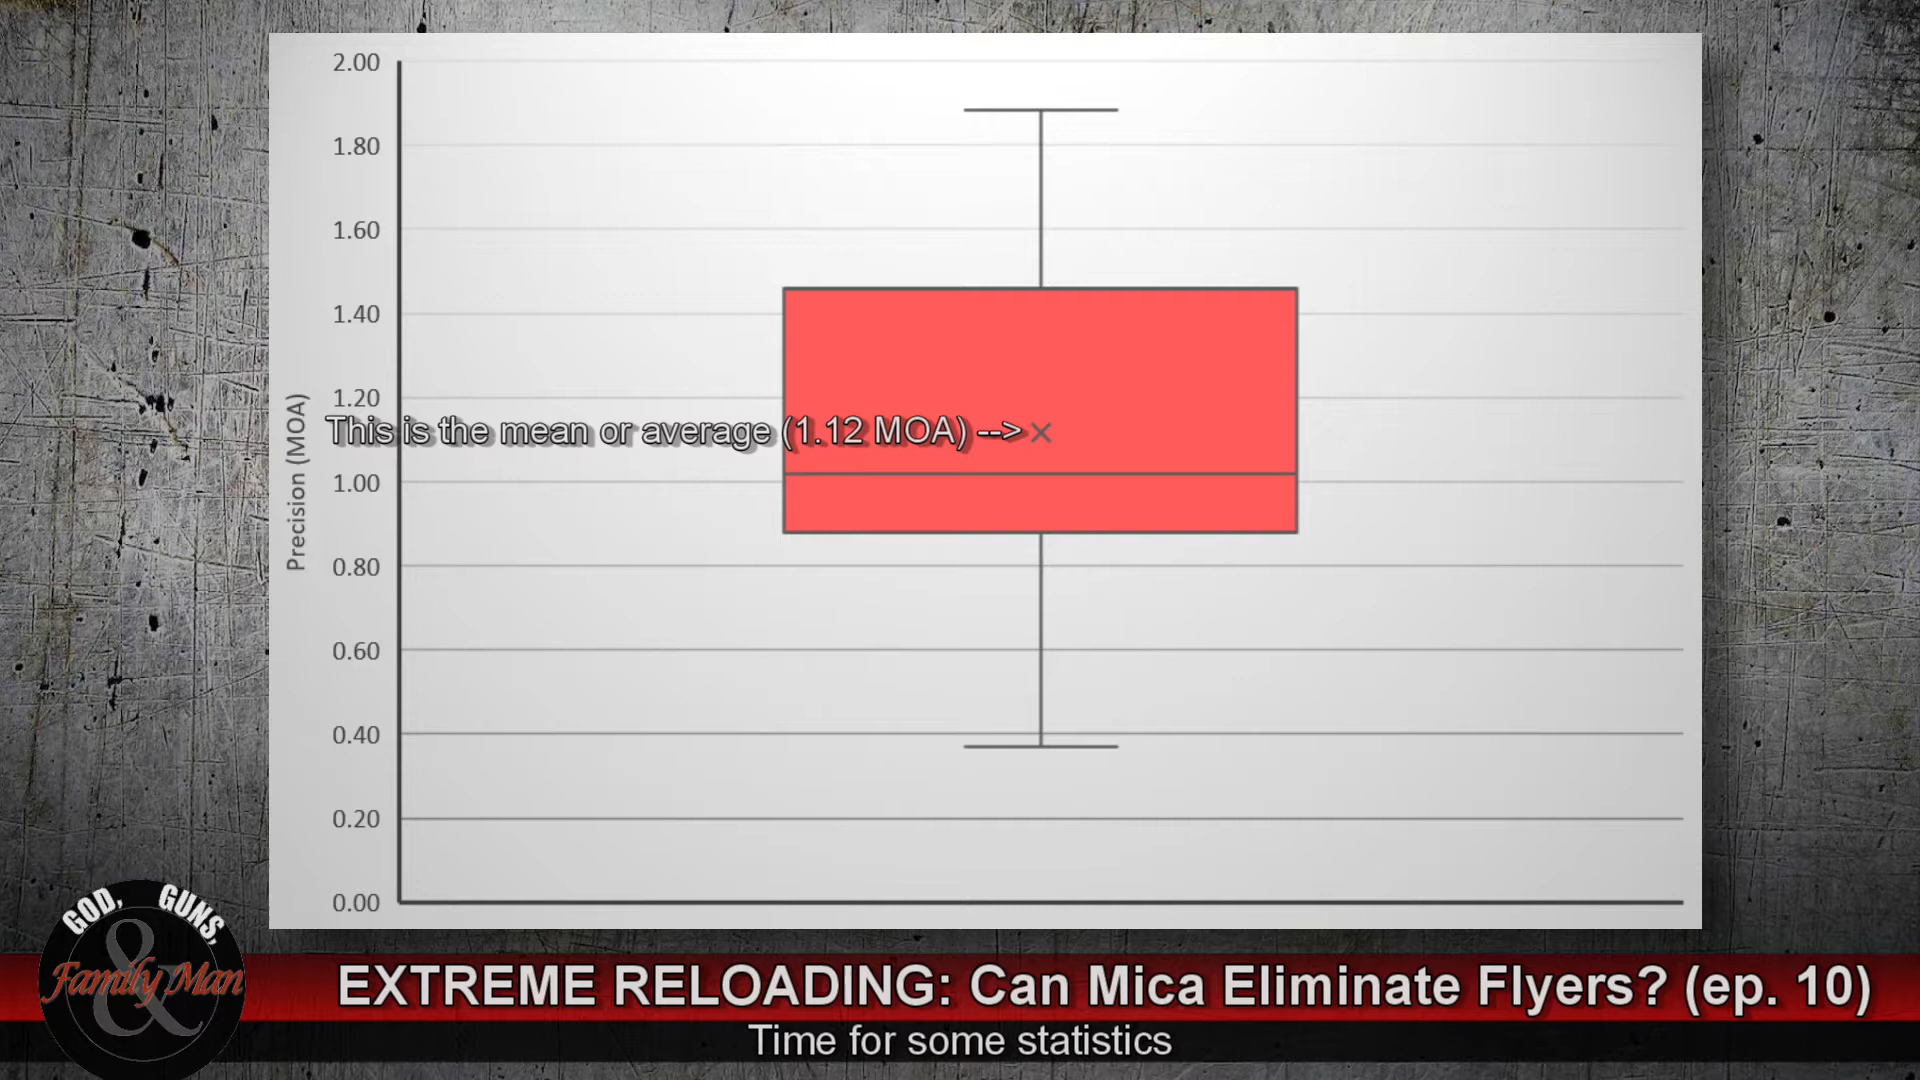 2.00
1.80
1.60
1.40
1.20
This is the mean or average (1.12 MOA) -->
1.00
0.80
0.60
0.40
0.20
0.00
Precision (MOA)
GOD, GUNS,
&
Family Man
EXTREME RELOADING: Can Mica Eliminate Flyers? (ep. 10)
Time for some statistics